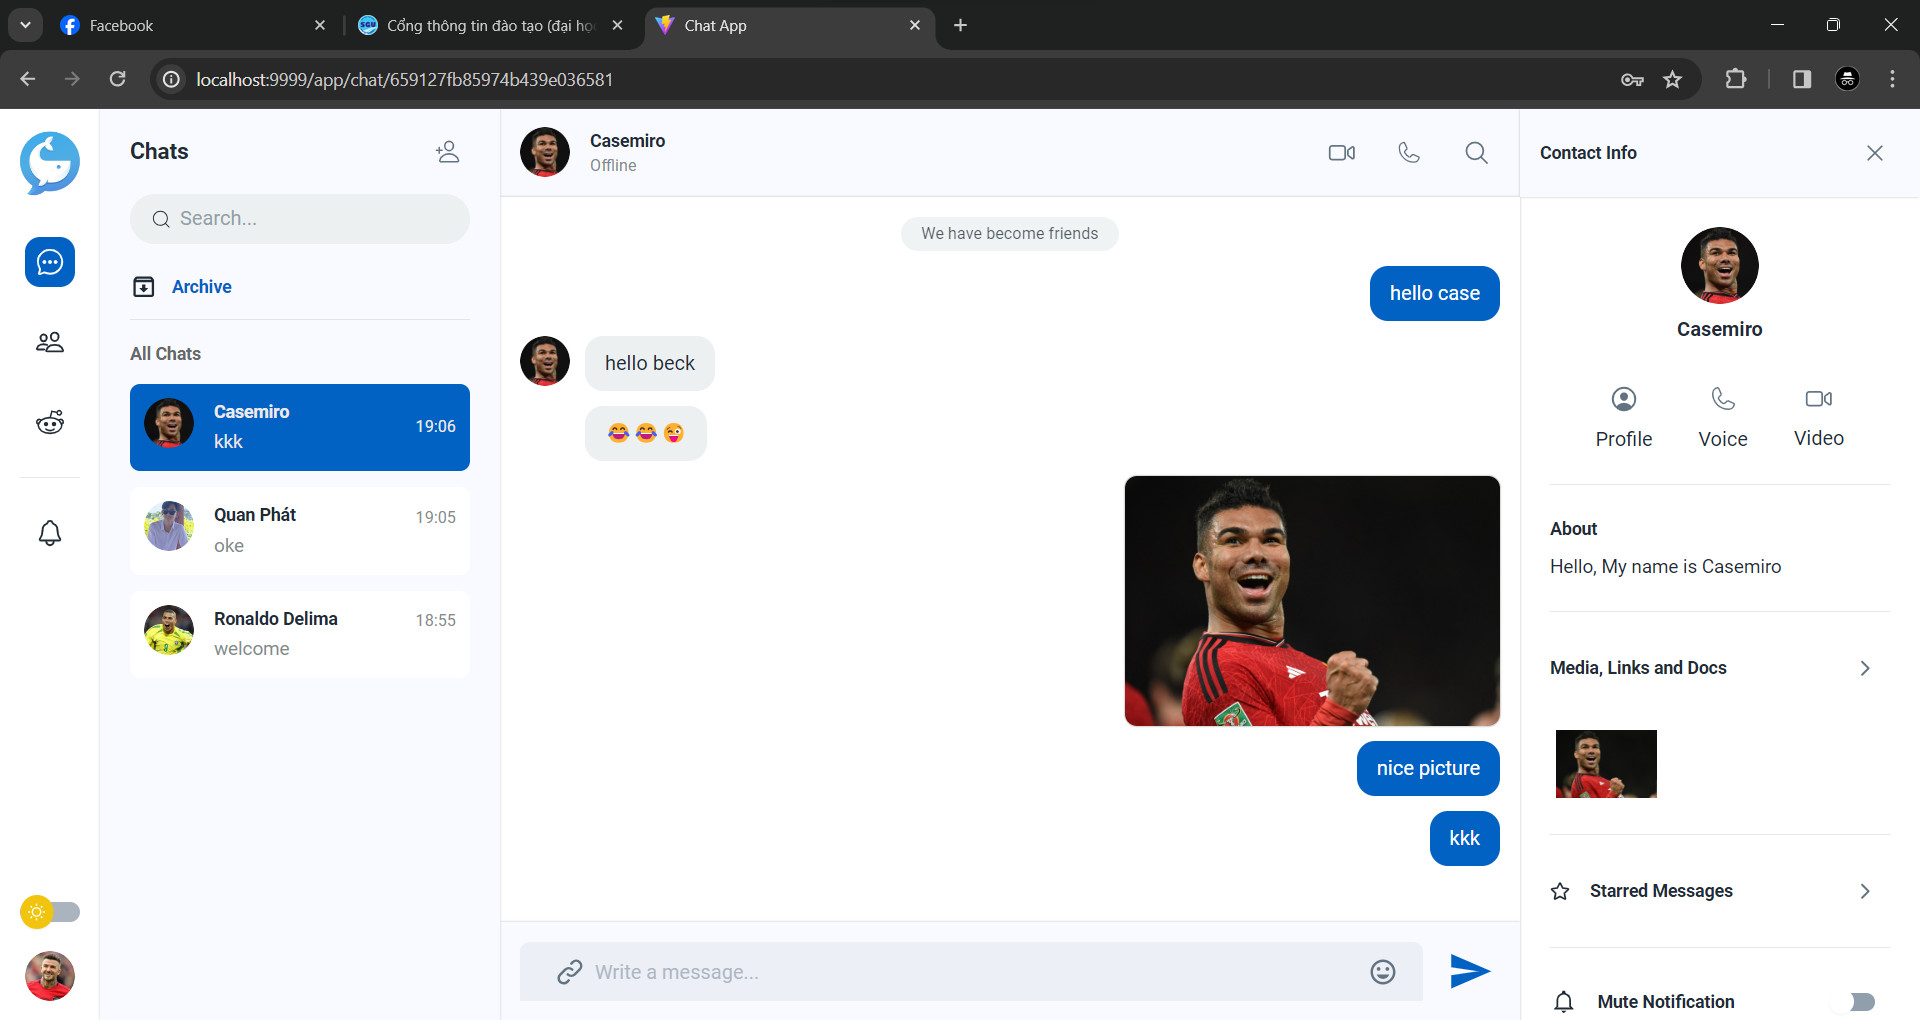 Facebook
Cổng thông tin đào tạo (đại họ
Chat App
localhost:9999/app/chat/659127fb85974b439e036581
Chats
Search...
Archive
All Chats
Casemiro
19:06
kkk
Quan Phát
19:05
oke
Ronaldo Delima
18:55
welcome
Casemiro
Offline
We have become friends
hello case
hello beck
😂😂😜
nice picture
kkk
Write a message...
Contact Info
Casemiro
Profile
Voice
Video
About
Hello, My name is Casemiro
Media, Links and Docs
Starred Messages
Mute Notification